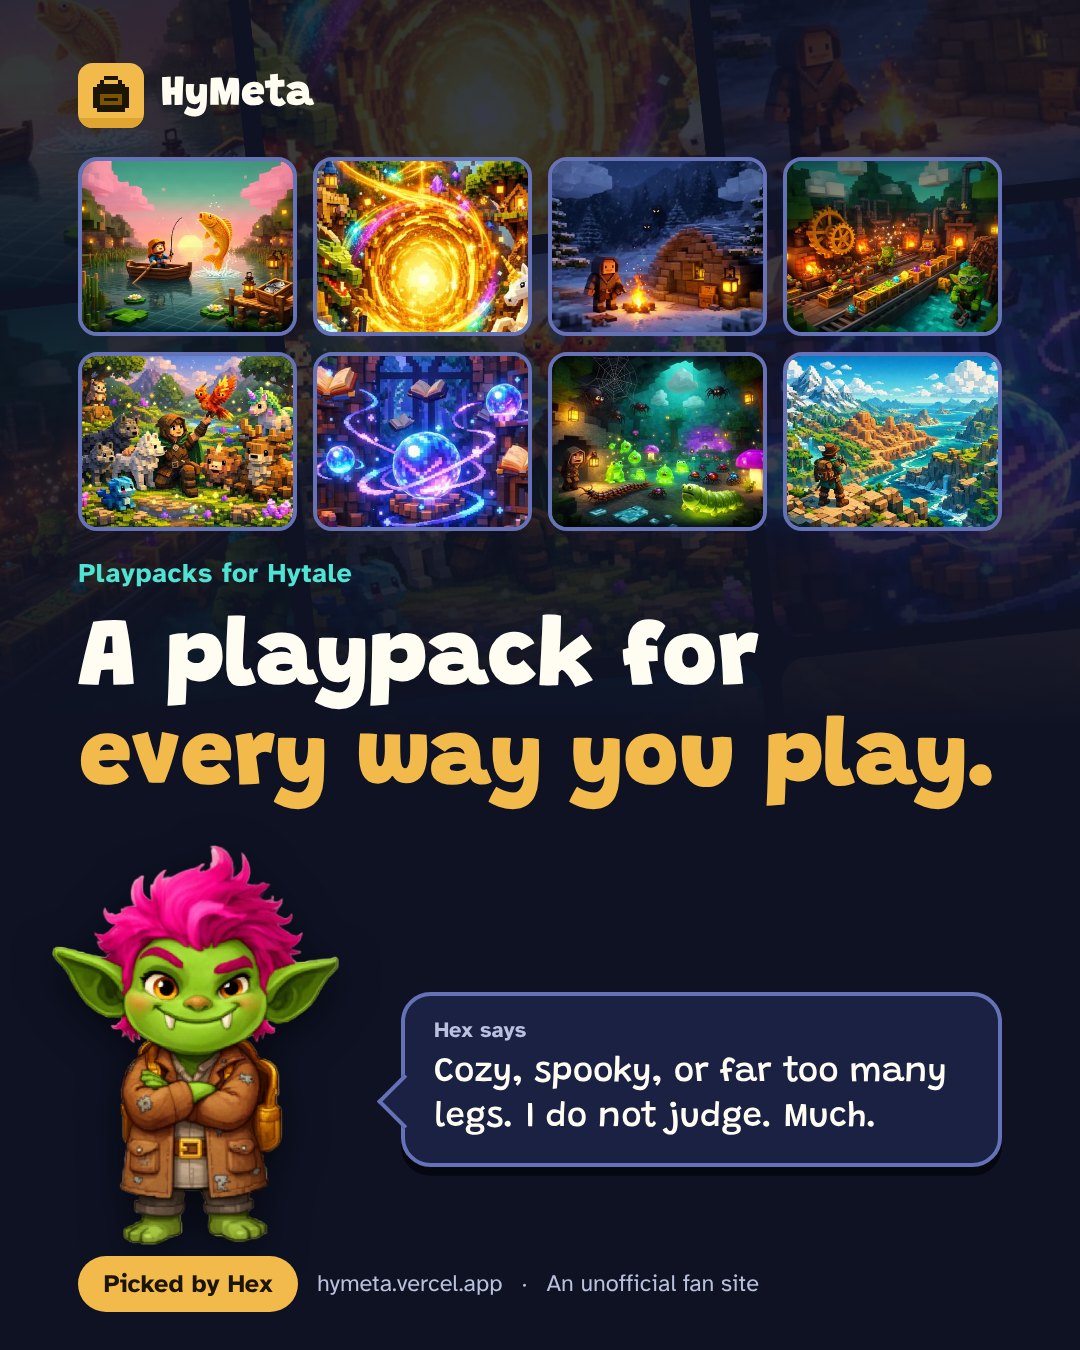 HyMeta
Playpacks for Hytale
A playpack for
every way you play.
Hex says
Cozy, spooky, or far too many
legs. I do not judge. Much.
Picked by Hex
hymeta.vercel.app · An unofficial fan site